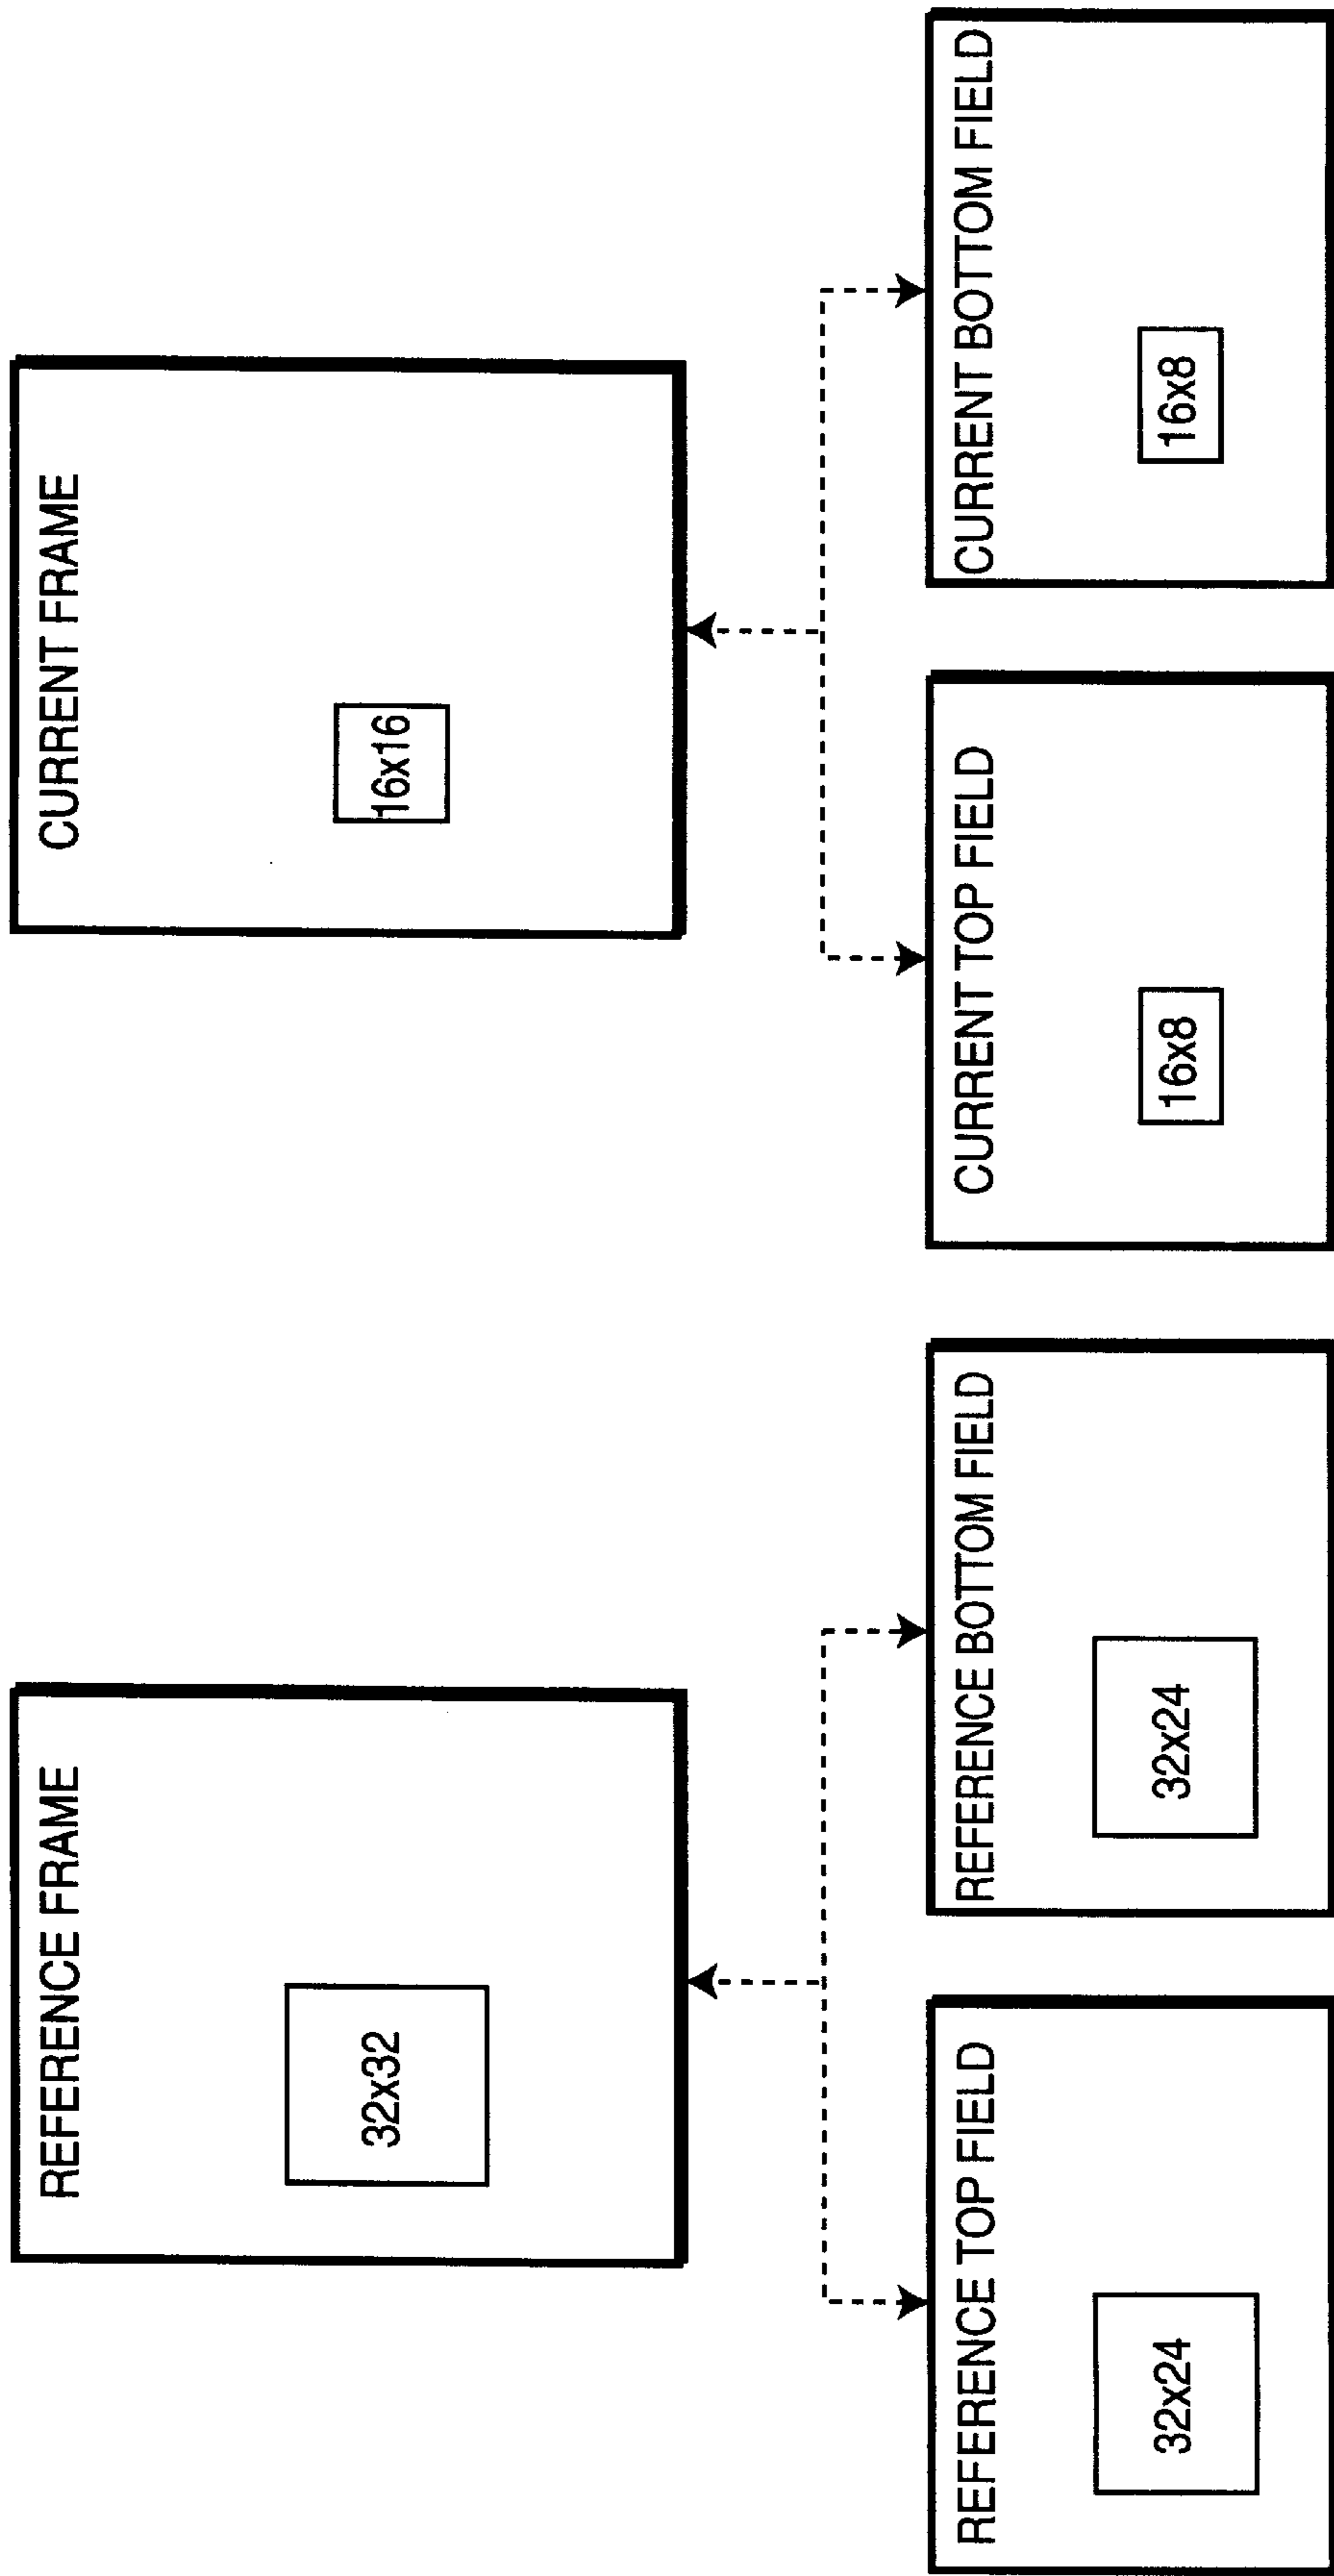 REFERENCE FRAME
32x32
CURRENT FRAME
16x16
REFERENCE TOP FIELD
32x24
REFERENCE BOTTOM FIELD
32x24
CURRENT TOP FIELD
16x8
CURRENT BOTTOM FIELD
16x8